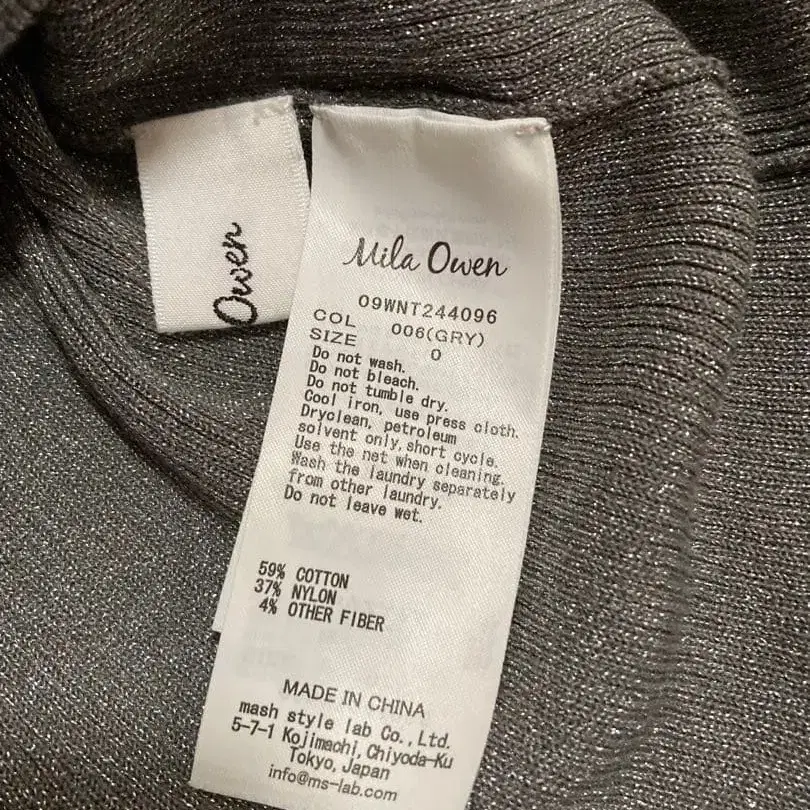 Owen
Mila Owen
09WNT244096
COL 006(GRY)
SIZE 0
Do not wash.
Do not bleach.
Do not tumble dry.
Cool iron, use press cloth.
Dryclean, petroleum
solvent only, short cycle.
Use the net when cleaning.
Wash the laundry separately
from other laundry.
Do not leave wet.
59% COTTON
37% NYLON
4% OTHER FIBER
MADE IN CHINA
mash style lab Co., Ltd.
5-7-1 Kojimachi, Chiyoda-Ku
Tokyo, Japan
info@ms-lab.com